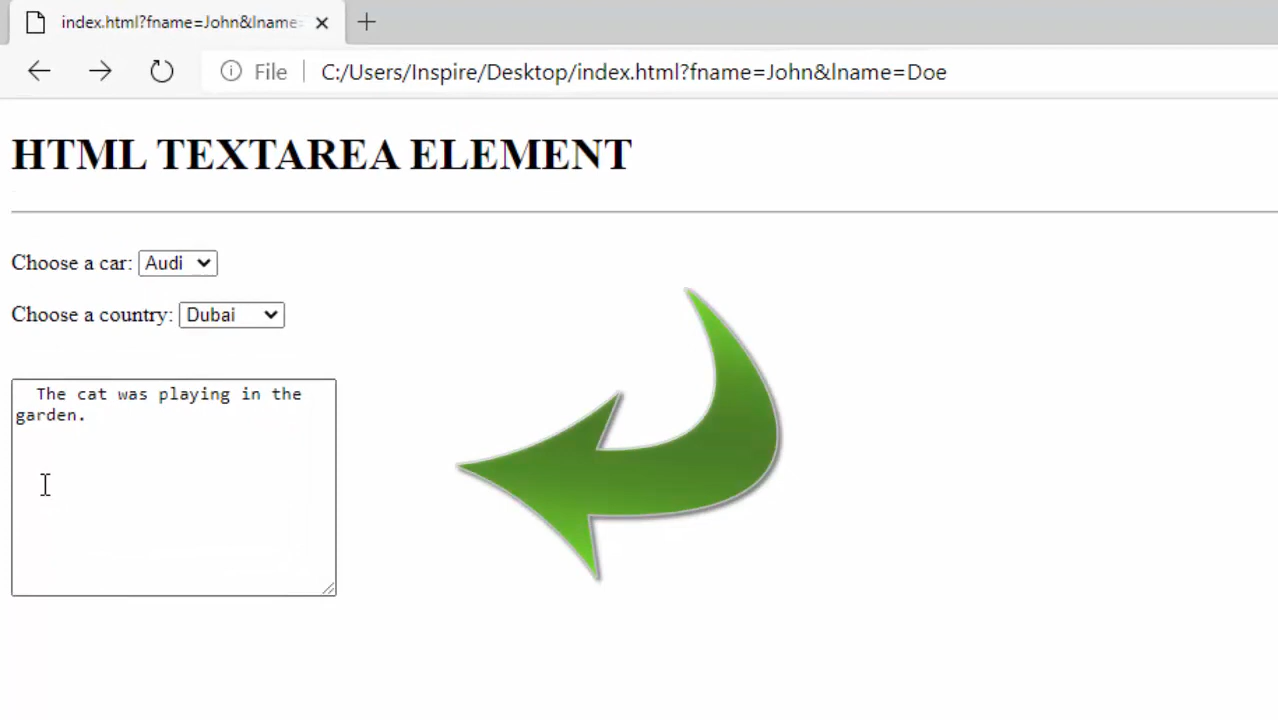 index.html?fname=John&lname=
File
C:/Users/Inspire/Desktop/index.html?fname=John&lname=Doe
HTML TEXTAREA ELEMENT
Choose a car: Audi
Choose a country: Dubai
The cat was playing in the
garden.